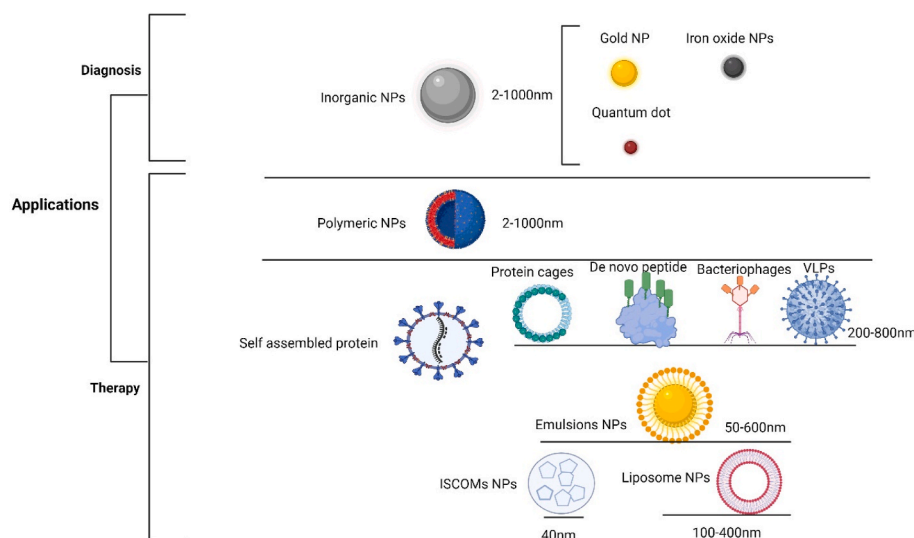 Gold NP
Iron oxide NPs
Diagnosis
Inorganic NPs
2-1000nm
Quantum dot
Applications
Polymeric NPs
2-1000nm
Protein cages
De novo peptide
Bacteriophages
VLPs
Self assembled protein
200-800nm
Therapy
Emulsions NPs
50-600nm
ISCOMs NPs
Liposome NPs
40nm
100-400nm